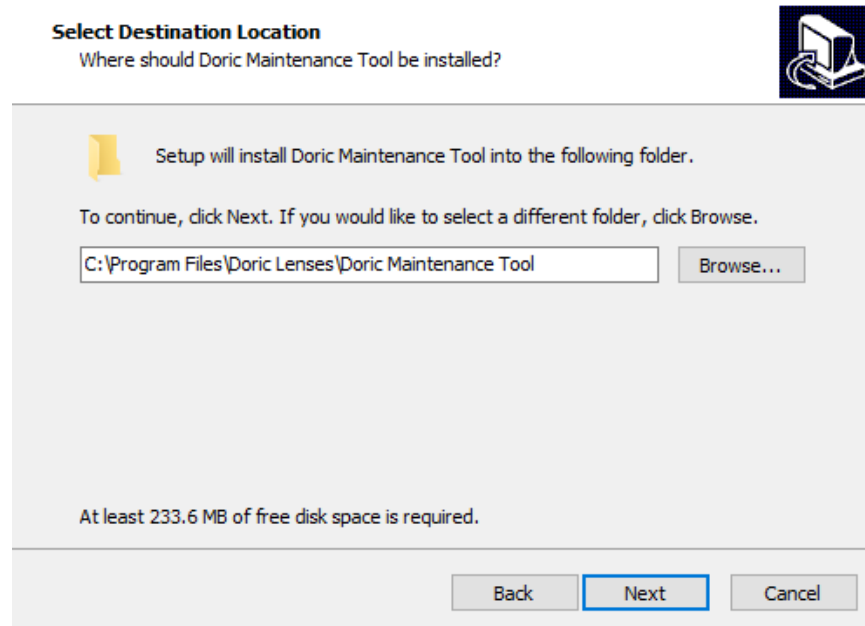 Select Destination Location
Where should Doric Maintenance Tool be installed?
Setup will install Doric Maintenance Tool into the following folder.
To continue, click Next. If you would like to select a different folder, click Browse.
C:\Program Files\Doric Lenses\Doric Maintenance Tool
Browse...
At least 233.6 MB of free disk space is required.
Back
Next
Cancel